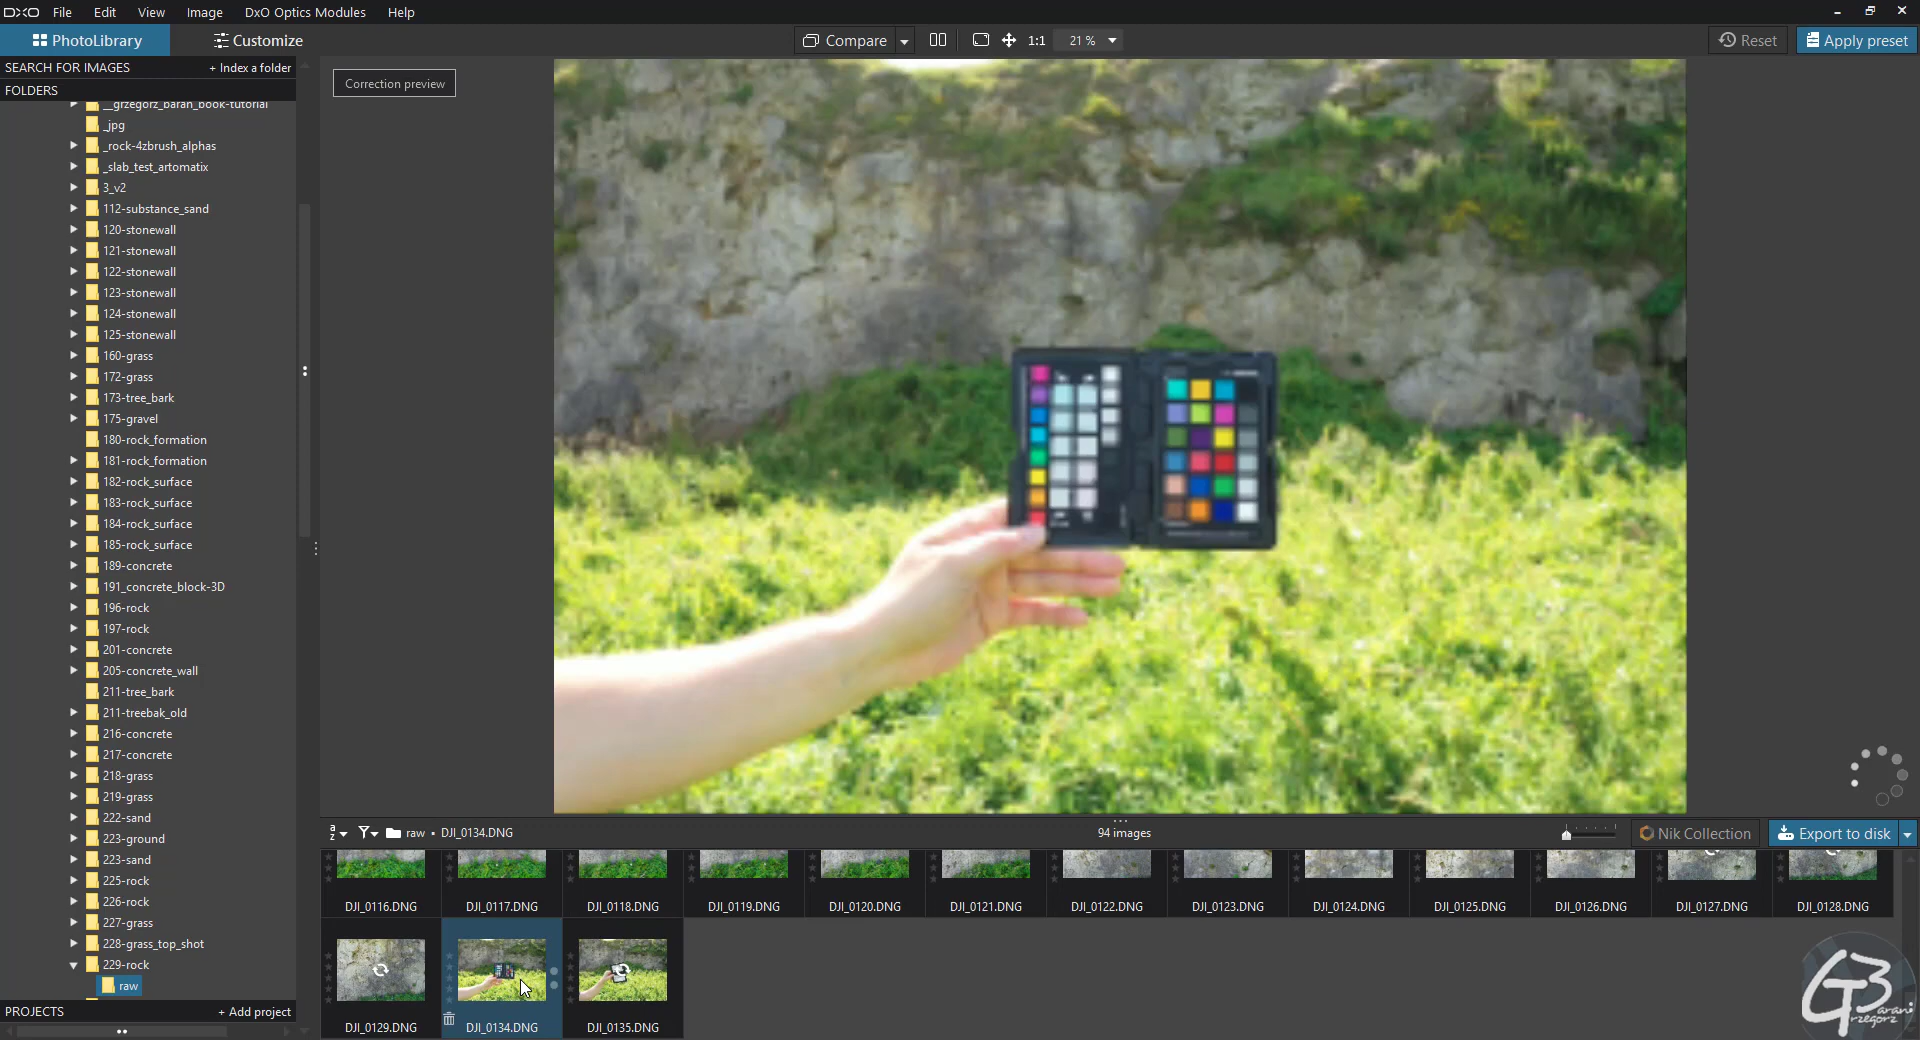 DXO File Edit View Image DxO Optics Modules Help
PhotoLibrary Customize Compare 1:1 21 % Reset Apply preset
SEARCH FOR IMAGES + Index a folder
FOLDERS
Correction preview
__grzegorz_baran_book-tutorial
_jpg
_rock-4zbrush_alphas
_slab_test_artomatix
3_v2
112-substance_sand
120-stonewall
121-stonewall
122-stonewall
123-stonewall
124-stonewall
125-stonewall
160-grass
172-grass
173-tree_bark
175-gravel
180-rock_formation
181-rock_formation
182-rock_surface
183-rock_surface
184-rock_surface
185-rock_surface
189-concrete
191_concrete_block-3D
196-rock
197-rock
201-concrete
205-concrete_wall
211-tree_bark
211-treebak_old
216-concrete
217-concrete
218-grass
219-grass
222-sand
223-ground
223-sand
225-rock
226-rock
227-grass
228-grass_top_shot
229-rock
raw
PROJECTS + Add project
raw • DJI_0134.DNG 94 images Nik Collection Export to disk
DJI_0116.DNG DJI_0117.DNG DJI_0118.DNG DJI_0119.DNG DJI_0120.DNG DJI_0121.DNG DJI_0122.DNG DJI_0123.DNG DJI_0124.DNG DJI_0125.DNG DJI_0126.DNG DJI_0127.DNG DJI_0128.DNG
DJI_0129.DNG DJI_0134.DNG DJI_0135.DNG
Grzegorz Baran